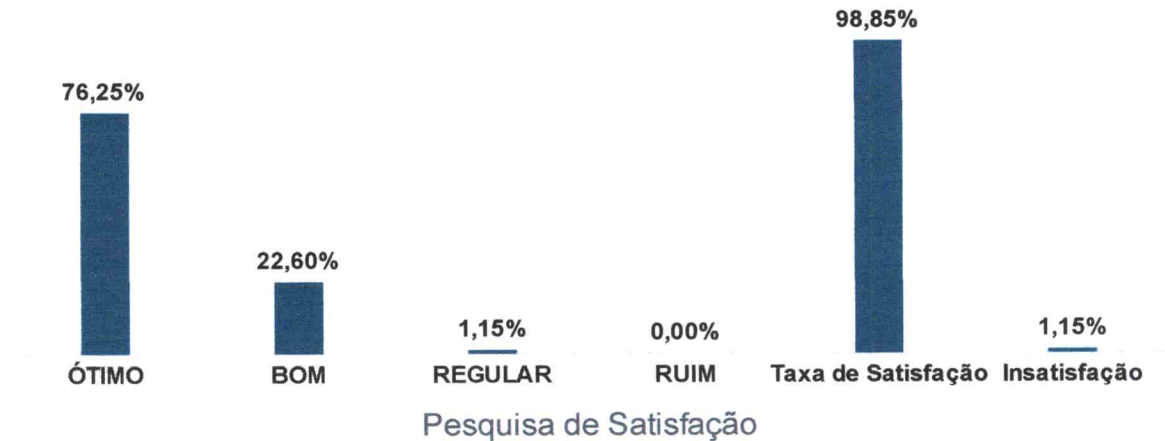 98,85%
76,25%
22,60%
1,15%
0,00%
1,15%
ÓTIMO
BOM
REGULAR
RUIM
Taxa de Satisfação
Insatisfação
Pesquisa de Satisfação